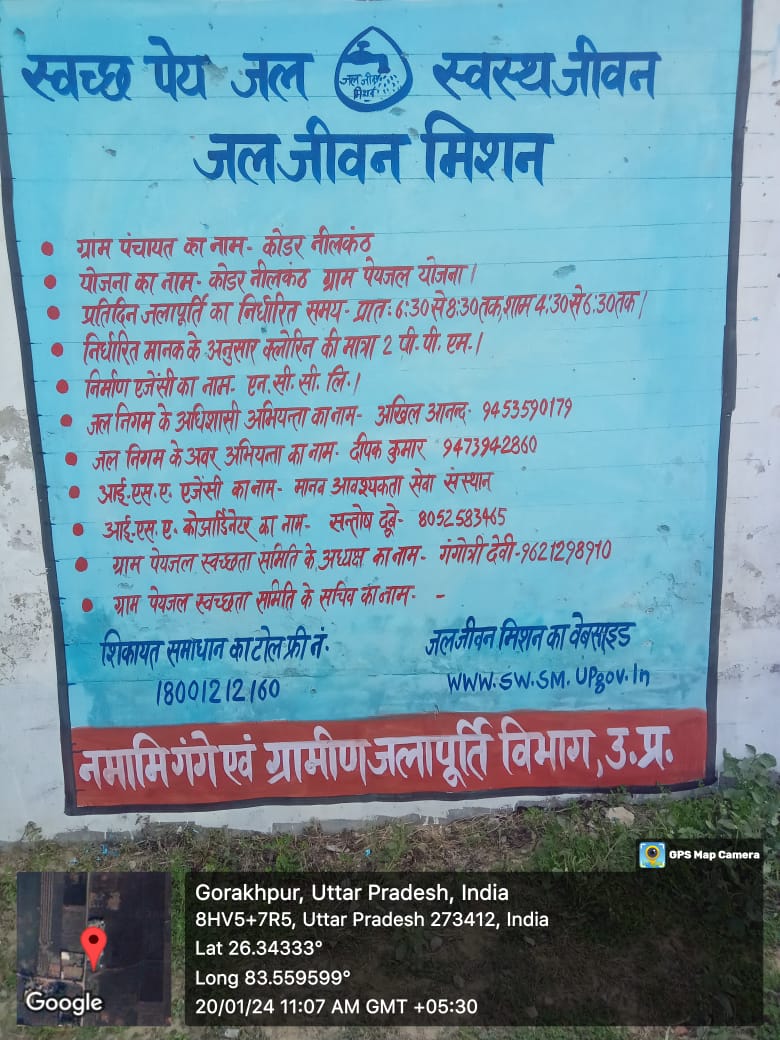 स्वच्छ पेय जल जल जीवन मिशन स्वस्थ जीवन
जल जीवन मिशन
• ग्राम पंचायत का नाम- कोडर नीलकंठ
• योजना का नाम- कोडर नीलकंठ ग्राम पेयजल योजना।
• प्रतिदिन जलापूर्ति का निर्धारित समय- प्रात: 6:30 से 8:30 तक, शाम 4:30 से 6:30 तक।
• निर्धारित मानक के अनुसार क्लोरिन की मात्रा 2 पी.पी. एम.।
• निर्माण एजेंसी का नाम- एन. सी. सी. लि.।
• जल निगम के अधिशासी अभियन्ता का नाम- अखिल आनन्द- 9453590179
• जल निगम के अवर अभियन्ता का नाम- दीपक कुमार 9473942860
• आई.एस.ए. एजेंसी का नाम- मानव आवश्यकता सेवा संस्थान
• आई.एस.ए. कोआर्डिनेटर का नाम- सन्तोष दूबे- 8052583465
• ग्राम पेयजल स्वच्छता समिति के अध्यक्ष का नाम- गंगोत्री देवी-9621298910
• ग्राम पेयजल स्वच्छता समिति के सचिव का नाम- -
शिकायत समाधान का टोल फ्री नं.
18001212160
जल जीवन मिशन का वेबसाइड
WWW.SW.SM.UPgov.In
नमामि गंगे एवं ग्रामीण जलापूर्ति विभाग, उ.प्र.
GPS Map Camera
Gorakhpur, Uttar Pradesh, India
8HV5+7R5, Uttar Pradesh 273412, India
Lat 26.34333°
Long 83.559599°
20/01/24 11:07 AM GMT +05:30
Google